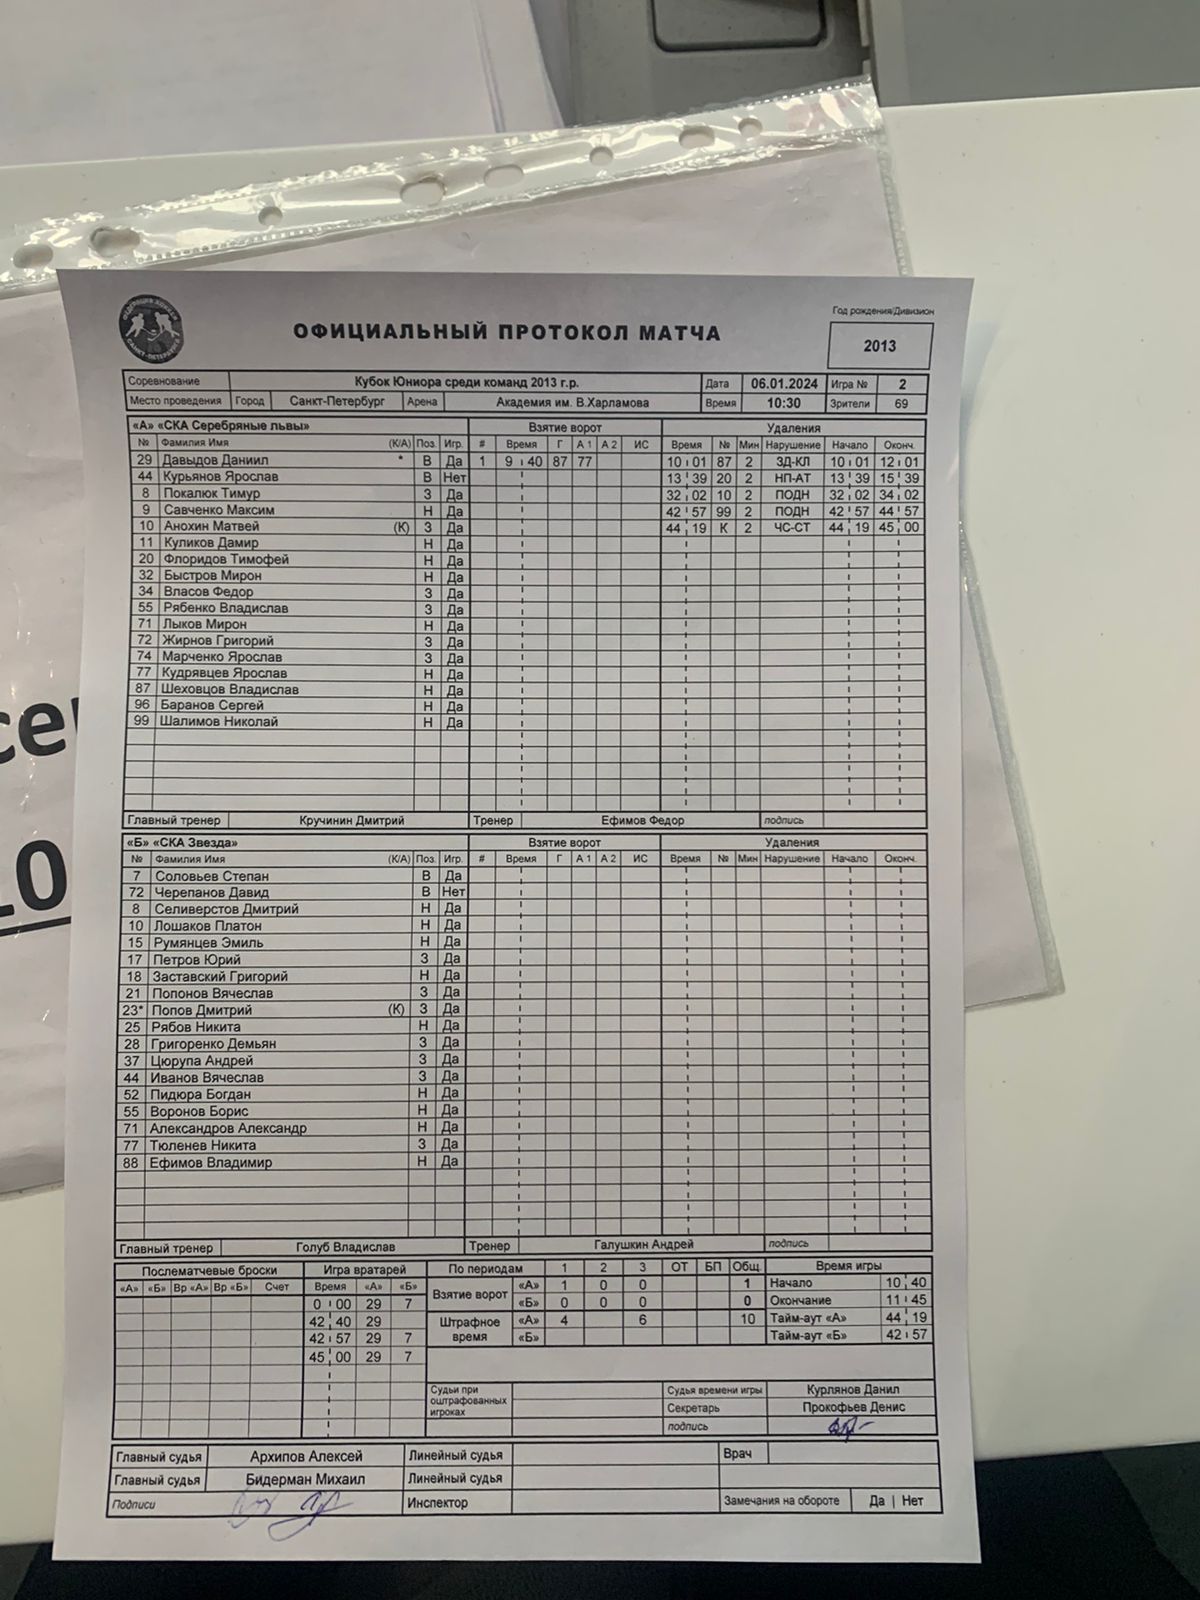 ФЕДЕРАЦИЯ ХОККЕЯ САНКТ-ПЕТЕРБУРГА
ОФИЦИАЛЬНЫЙ ПРОТОКОЛ МАТЧА
Год рождения/Дивизион
2013
Соревнование Кубок Юниора среди команд 2013 г.р. Дата 06.01.2024 Игра № 2
Место проведения Город Санкт-Петербург Арена Академия им. В.Харламова Время 10:30 Зрители 69
«А» «СКА Серебряные львы» Взятие ворот Удаления
№ Фамилия Имя (К/А) Поз. Игр. # Время Г А 1 А 2 ИС Время № Мин Нарушение Начало Оконч.
29 Давыдов Даниил * В Да 1 9 40 87 77 10 01 87 2 ЗД-КЛ 10 01 12 01
44 Курьянов Ярослав В Нет 13 39 20 2 НП-АТ 13 39 15 39
8 Покалюк Тимур З Да 32 02 10 2 ПОДН 32 02 34 02
9 Савченко Максим Н Да 42 57 99 2 ПОДН 42 57 44 57
10 Анохин Матвей (К) З Да 44 19 К 2 ЧС-СТ 44 19 45 00
11 Куликов Дамир Н Да
20 Флоридов Тимофей Н Да
32 Быстров Мирон Н Да
34 Власов Федор З Да
55 Рябенко Владислав З Да
71 Лыков Мирон Н Да
72 Жирнов Григорий З Да
74 Марченко Ярослав З Да
77 Кудрявцев Ярослав Н Да
87 Шеховцов Владислав Н Да
96 Баранов Сергей Н Да
99 Шалимов Николай Н Да
Главный тренер Кручинин Дмитрий Тренер Ефимов Федор подпись
«Б» «СКА Звезда» Взятие ворот Удаления
№ Фамилия Имя (К/А) Поз. Игр. # Время Г А 1 А 2 ИС Время № Мин Нарушение Начало Оконч.
7 Соловьев Степан В Да
72 Черепанов Давид В Нет
8 Селиверстов Дмитрий Н Да
10 Лошаков Платон Н Да
15 Румянцев Эмиль Н Да
17 Петров Юрий З Да
18 Заставский Григорий Н Да
21 Попонов Вячеслав З Да
23* Попов Дмитрий (К) З Да
25 Рябов Никита Н Да
28 Григоренко Демьян З Да
37 Цюрупа Андрей З Да
44 Иванов Вячеслав З Да
52 Пидюра Богдан Н Да
55 Воронов Борис Н Да
71 Александров Александр Н Да
77 Тюленев Никита З Да
88 Ефимов Владимир Н Да
Главный тренер Голуб Владислав Тренер Галушкин Андрей подпись
Послематчевые броски Игра вратарей По периодам 1 2 3 ОТ БП Общ. Время игры
«А» «Б» Вр «А» Вр «Б» Счет Время «А» «Б» Взятие ворот «А» 1 0 0 1 Начало 10 40
0 00 29 7 «Б» 0 0 0 0 Окончание 11 45
42 40 29 Штрафное время «А» 4 6 10 Тайм-аут «А» 44 19
42 57 29 7 «Б» Тайм-аут «Б» 42 57
45 00 29 7
Судьи при оштрафованных игроках Судья времени игры Курлянов Данил
Секретарь Прокофьев Денис
подпись
Главный судья Архипов Алексей Линейный судья Врач
Главный судья Бидерман Михаил Линейный судья
Подписи Инспектор Замечания на обороте Да | Нет